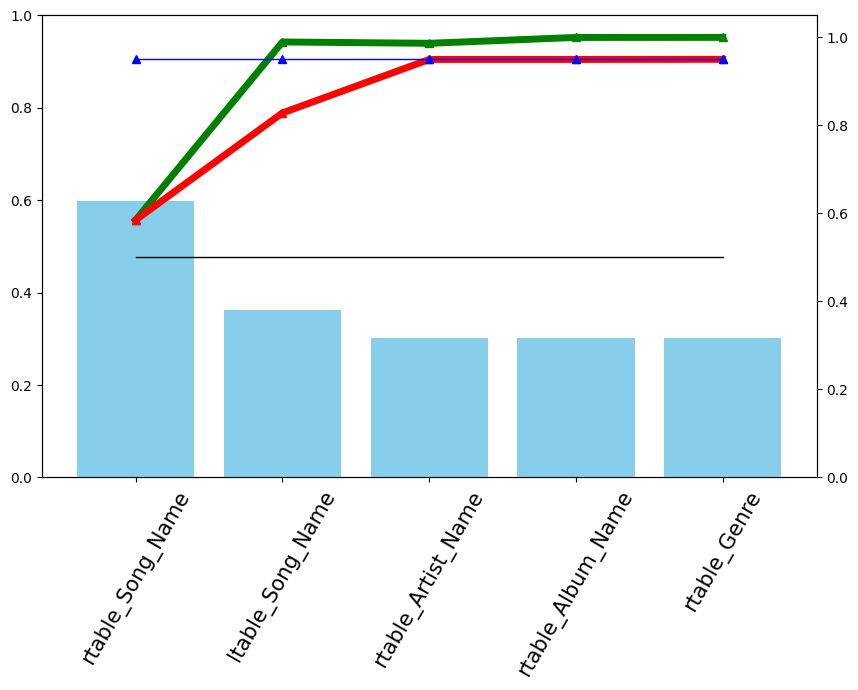 1.0
0.8
0.6
0.4
0.2
0.0
1.0
0.8
0.6
0.4
0.2
0.0
rtable_Song_Name
ltable_Song_Name
rtable_Artist_Name
rtable_Album_Name
rtable_Genre